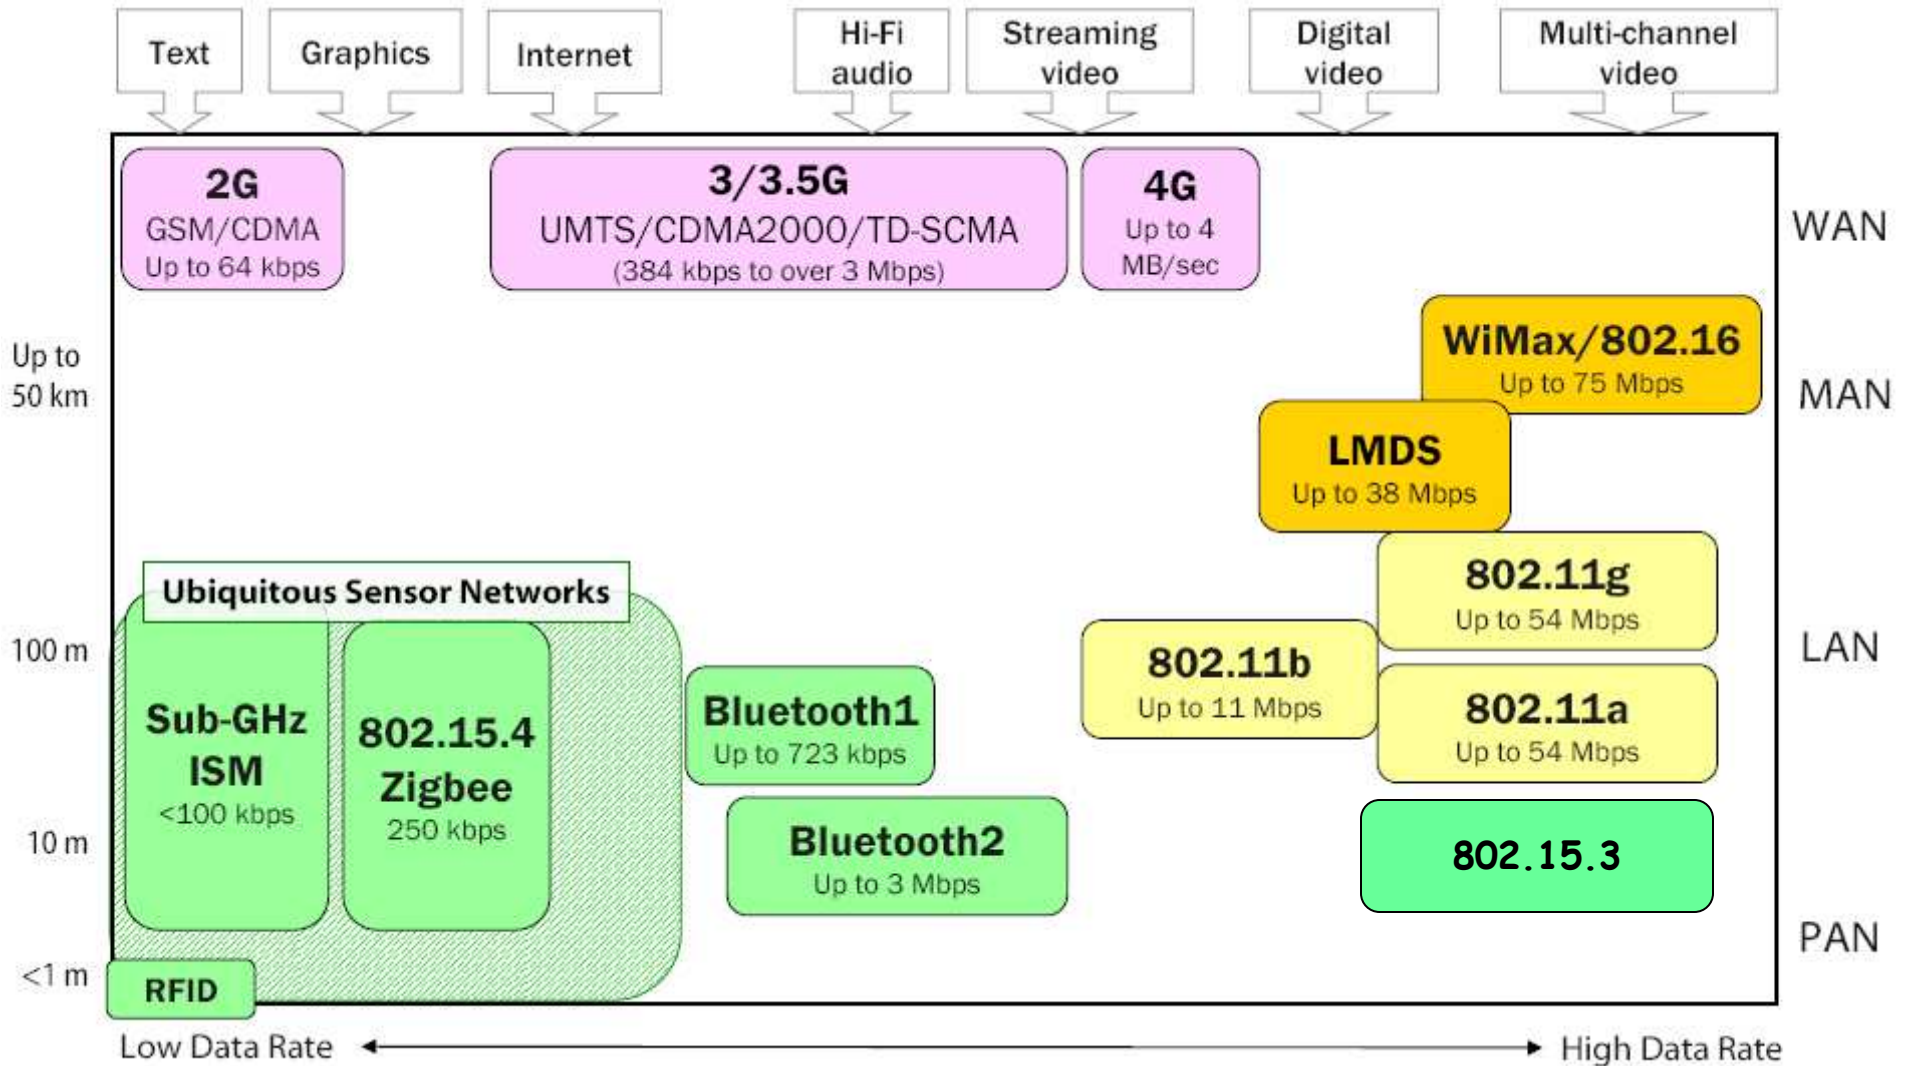 Text
Graphics
Internet
Hi-Fi
audio
Streaming
video
Digital
video
Multi-channel
video
2G
GSM/CDMA
Up to 64 kbps
3/3.5G
UMTS/CDMA2000/TD-SCMA
(384 kbps to over 3 Mbps)
4G
Up to 4
MB/sec
WAN
WiMax/802.16
Up to 75 Mbps
Up to
50 km
MAN
LMDS
Up to 38 Mbps
802.11g
Up to 54 Mbps
Ubiquitous Sensor Networks
100 m
LAN
802.11b
Up to 11 Mbps
802.11a
Up to 54 Mbps
Bluetooth1
Up to 723 kbps
Sub-GHz
ISM
<100 kbps
802.15.4
Zigbee
250 kbps
10 m
Bluetooth2
Up to 3 Mbps
802.15.3
PAN
<1 m
RFID
Low Data Rate
High Data Rate